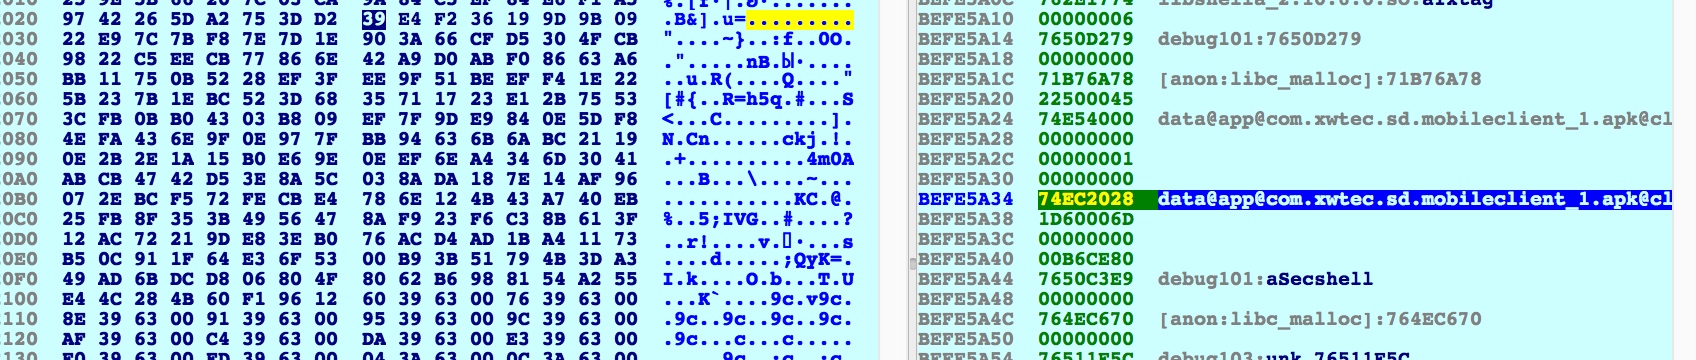 2020 97 42 26 5D A2 75 3D D2 39 E4 F2 36 19 9D 9B 09 .B&].u=.........
2030 22 E9 7C 7B F8 7E 7D 1E 90 3A 66 CF D5 30 4F CB "....~}..:f..0O.
2040 98 22 C5 EE CB 77 86 6E 42 A9 D0 AB F0 86 63 A6
2050 BB 11 75 0B 52 28 EF 3F EE 9F 51 BE EF F4 1E 22 ..u.R(....Q...."
2060 5B 23 7B 1E BC 52 3D 68 35 71 17 23 E1 2B 75 53 [#{..R=h5q.#...S
2070 3C FB 0B B0 43 03 B8 09 EF 7F 9D E9 84 0E 5D F8 <...C.........].
2080 4E FA 43 6E 9F 0E 97 7F BB 94 63 6B 6A BC 21 19 N.Cn......ckj.!.
2090 0E 2B 2E 1A 15 B0 E6 9E 0E EF 6E A4 34 6D 30 41 .+..........4m0A
20A0 AB CB 47 42 D5 3E 8A 5C 03 8A DA 18 7E 14 AF 96 ...B...\....~...
20B0 07 2E BC F5 72 FE CB E4 78 6E 12 4B 43 A7 40 EB ...........KC.@.
20C0 25 FB 8F 35 3B 49 56 47 8A F9 23 F6 C3 8B 61 3F %..5;IVG..#....?
20D0 12 AC 72 21 9D E8 3E B0 76 AC D4 AD 1B A4 11 73
20E0 B5 0C 91 1F 64 E3 6F 53 00 B9 3B 51 79 4B 3D A3 ....d.....;QyK=.
20F0 49 AD 6B DC D8 06 80 4F 80 62 B6 98 81 54 A2 55 I.k....O.b...T.U
2100 E4 4C 28 4B 60 F1 96 12 60 39 63 00 76 39 63 00 ...K`....9c.v9c.
2110 8E 39 63 00 91 39 63 00 95 39 63 00 9C 39 63 00 .9c..9c..9c..9c.
2120 AF 39 63 00 C4 39 63 00 DA 39 63 00 E3 39 63 00 .9c...c...c...c.
BEFE5A10 00000006
BEFE5A14 7650D279 debug101:7650D279
BEFE5A18 00000000
BEFE5A1C 71B76A78 [anon:libc_malloc]:71B76A78
BEFE5A20 22500045
BEFE5A24 74E54000 data@app@com.xwtec.sd.mobileclient_1.apk@cl
BEFE5A28 00000000
BEFE5A2C 00000001
BEFE5A30 00000000
BEFE5A34 74EC2028 data@app@com.xwtec.sd.mobileclient_1.apk@cl
BEFE5A38 1D60006D
BEFE5A3C 00000000
BEFE5A40 00B6CE80
BEFE5A44 7650C3E9 debug101:aSecshell
BEFE5A48 00000000
BEFE5A4C 764EC670 [anon:libc_malloc]:764EC670
BEFE5A50 00000000